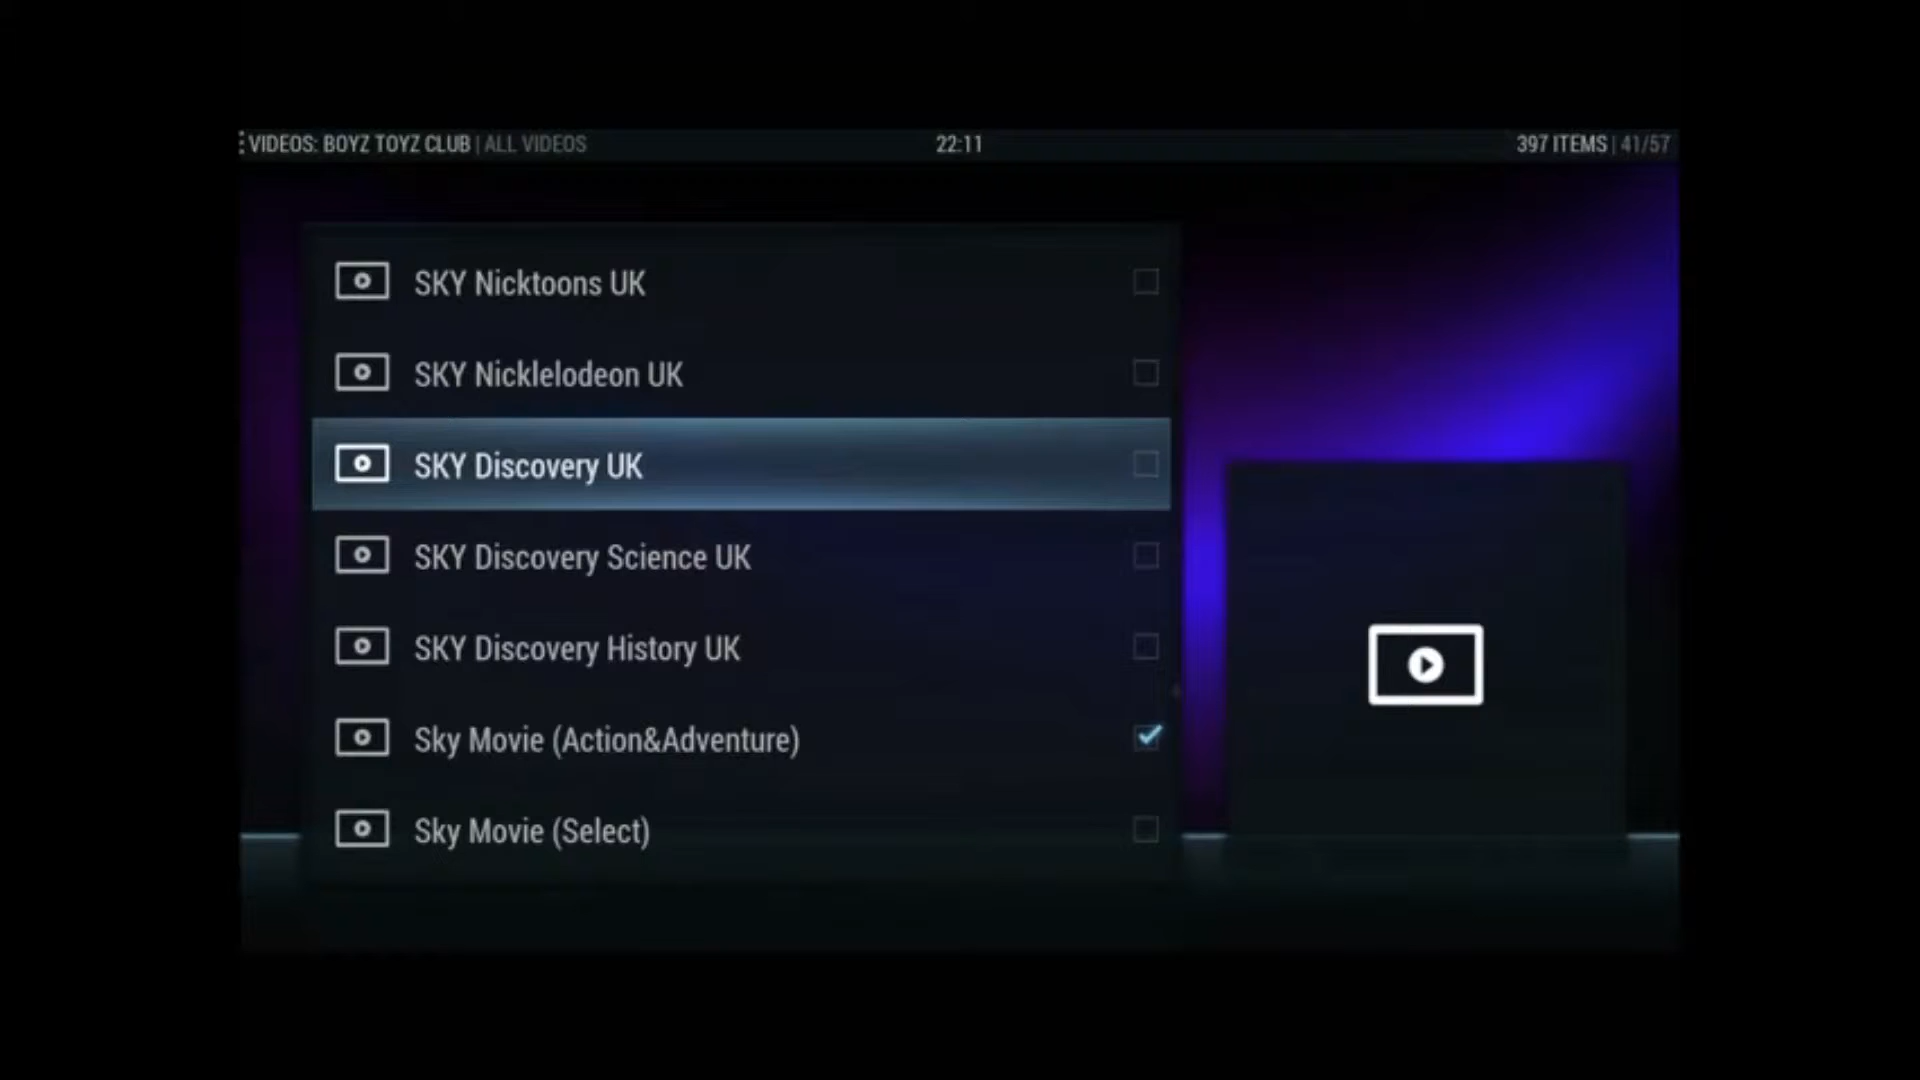 VIDEOS: BOYZ TOYZ CLUB | ALL VIDEOS
22:11
397 ITEMS | 41/57
SKY Nicktoons UK
SKY Nicklelodeon UK
SKY Discovery UK
SKY Discovery Science UK
SKY Discovery History UK
Sky Movie (Action&Adventure)
Sky Movie (Select)